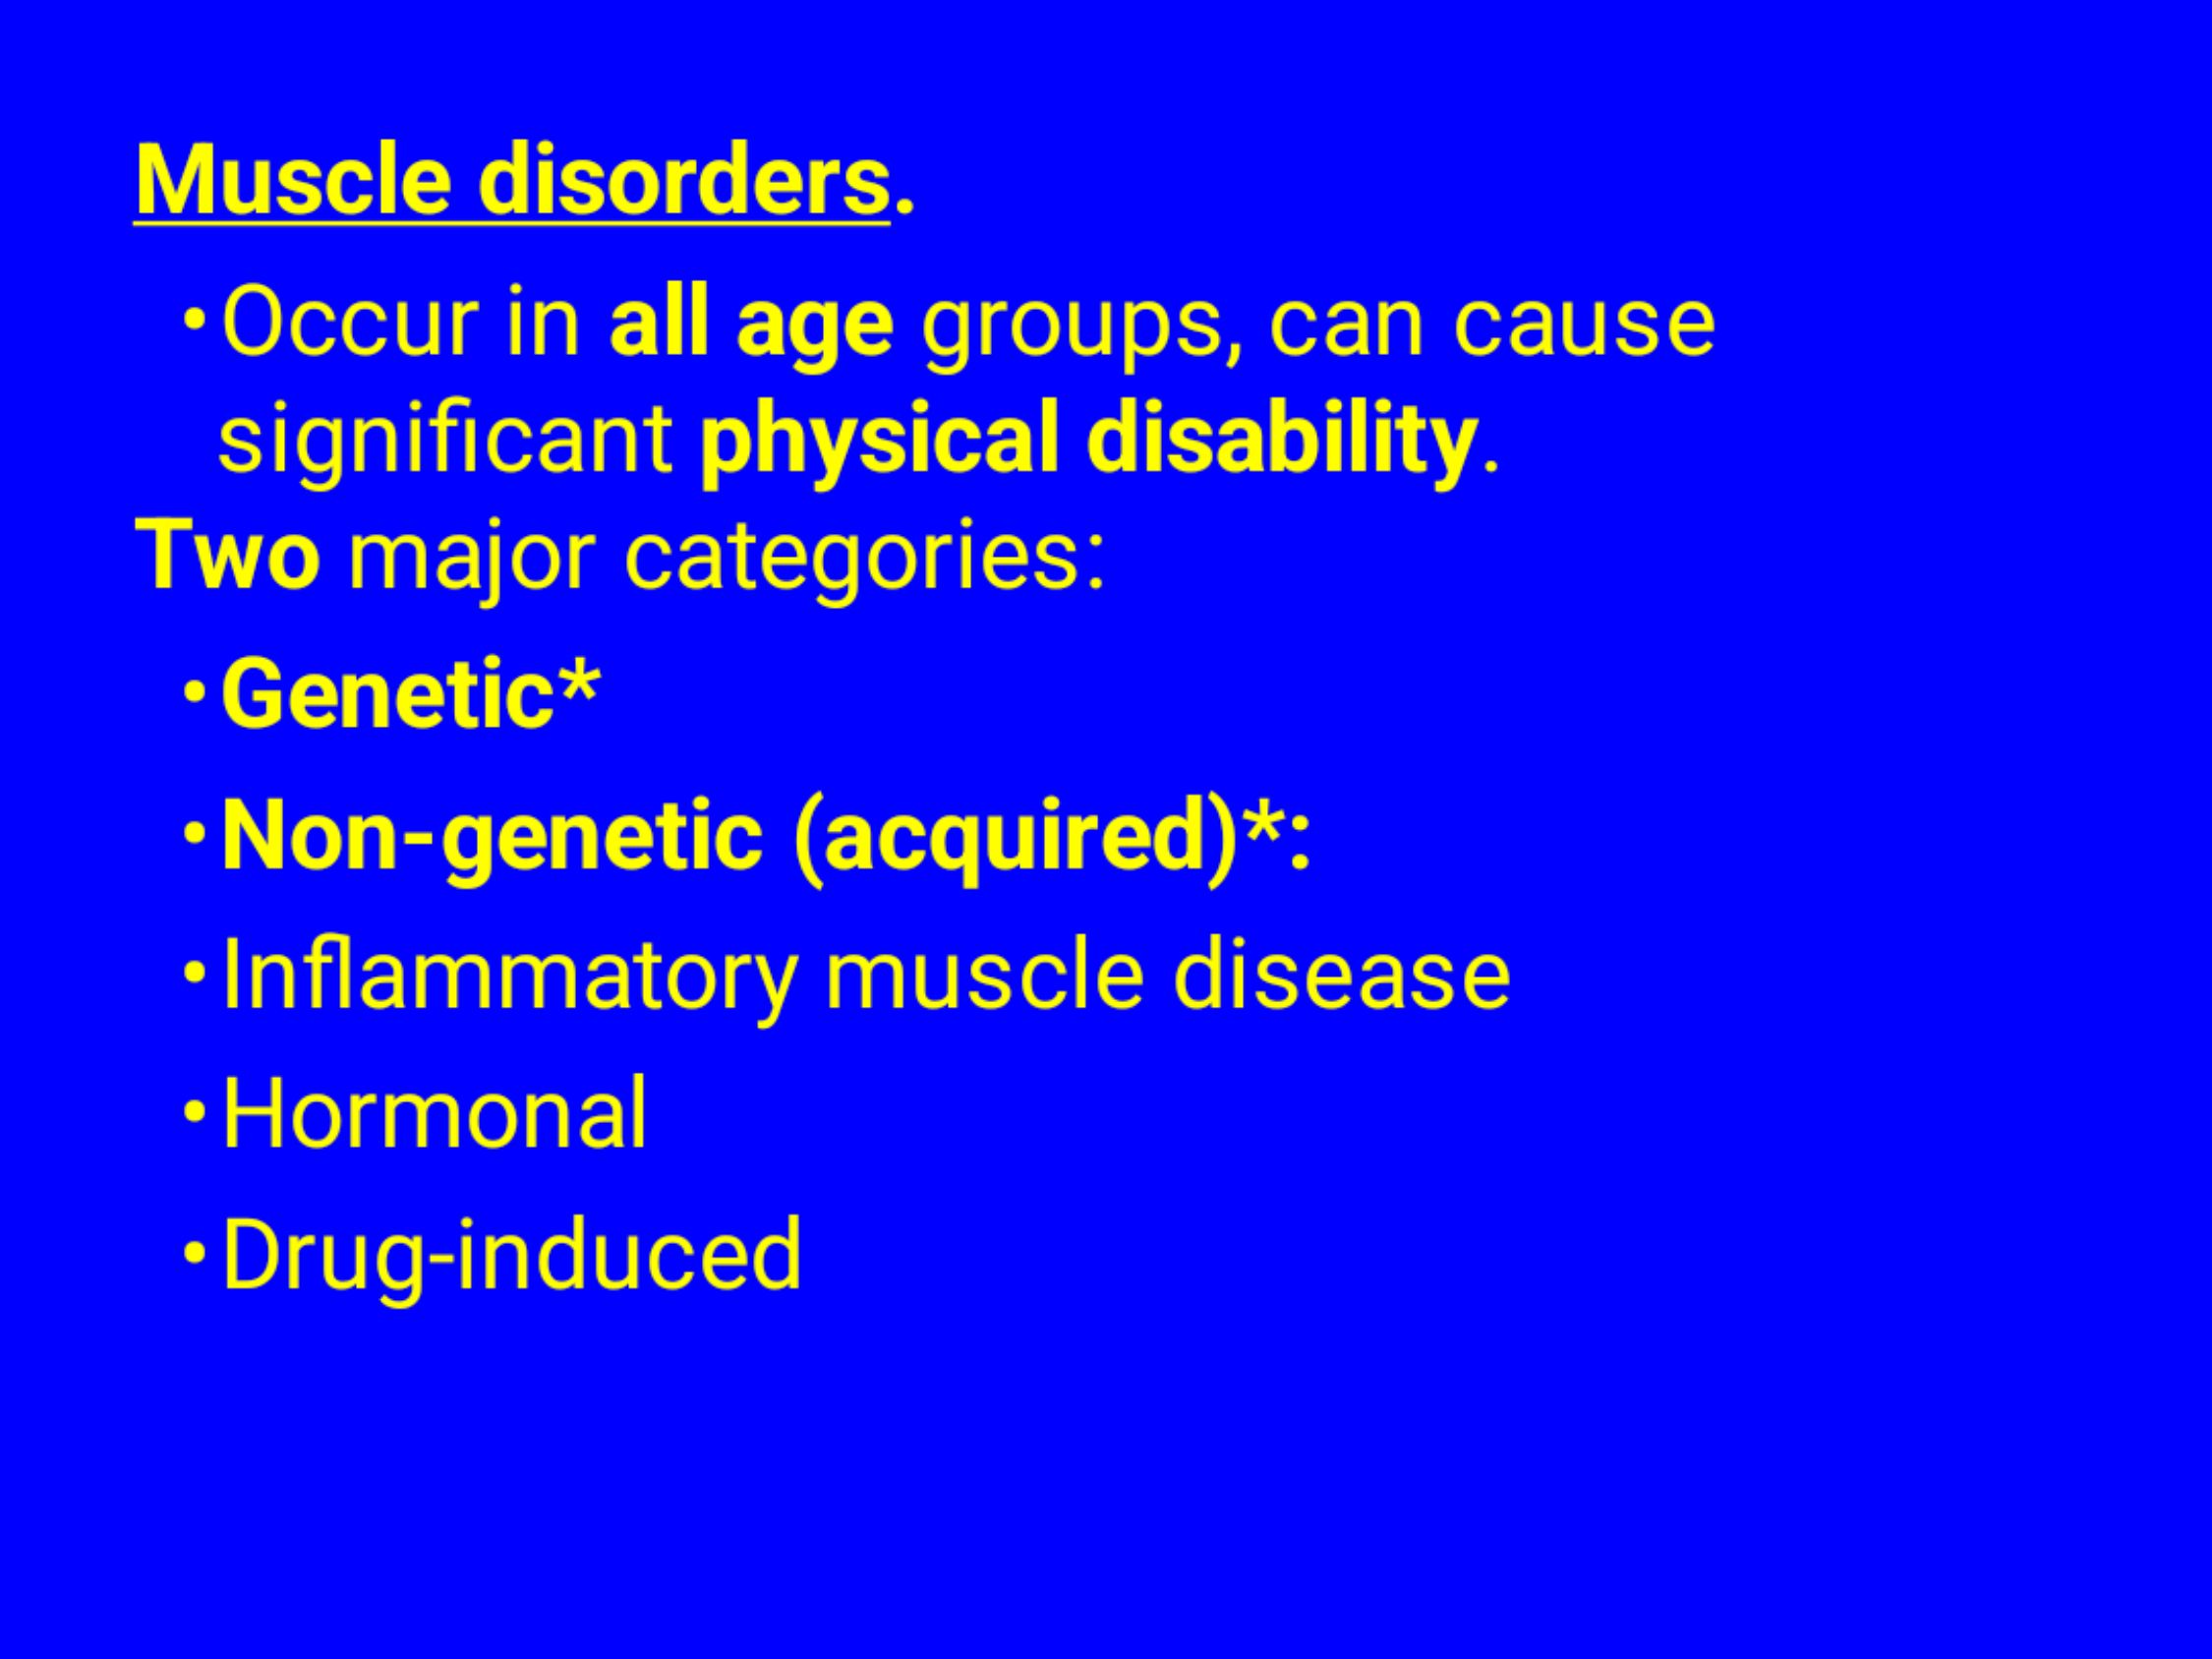 Muscle disorders.
•Occur in all age groups, can cause
significant physical disability.
Two major categories:
•Genetic*
•Non-genetic (acquired)*:
•Inflammatory muscle disease
•Hormonal
•Drug-induced